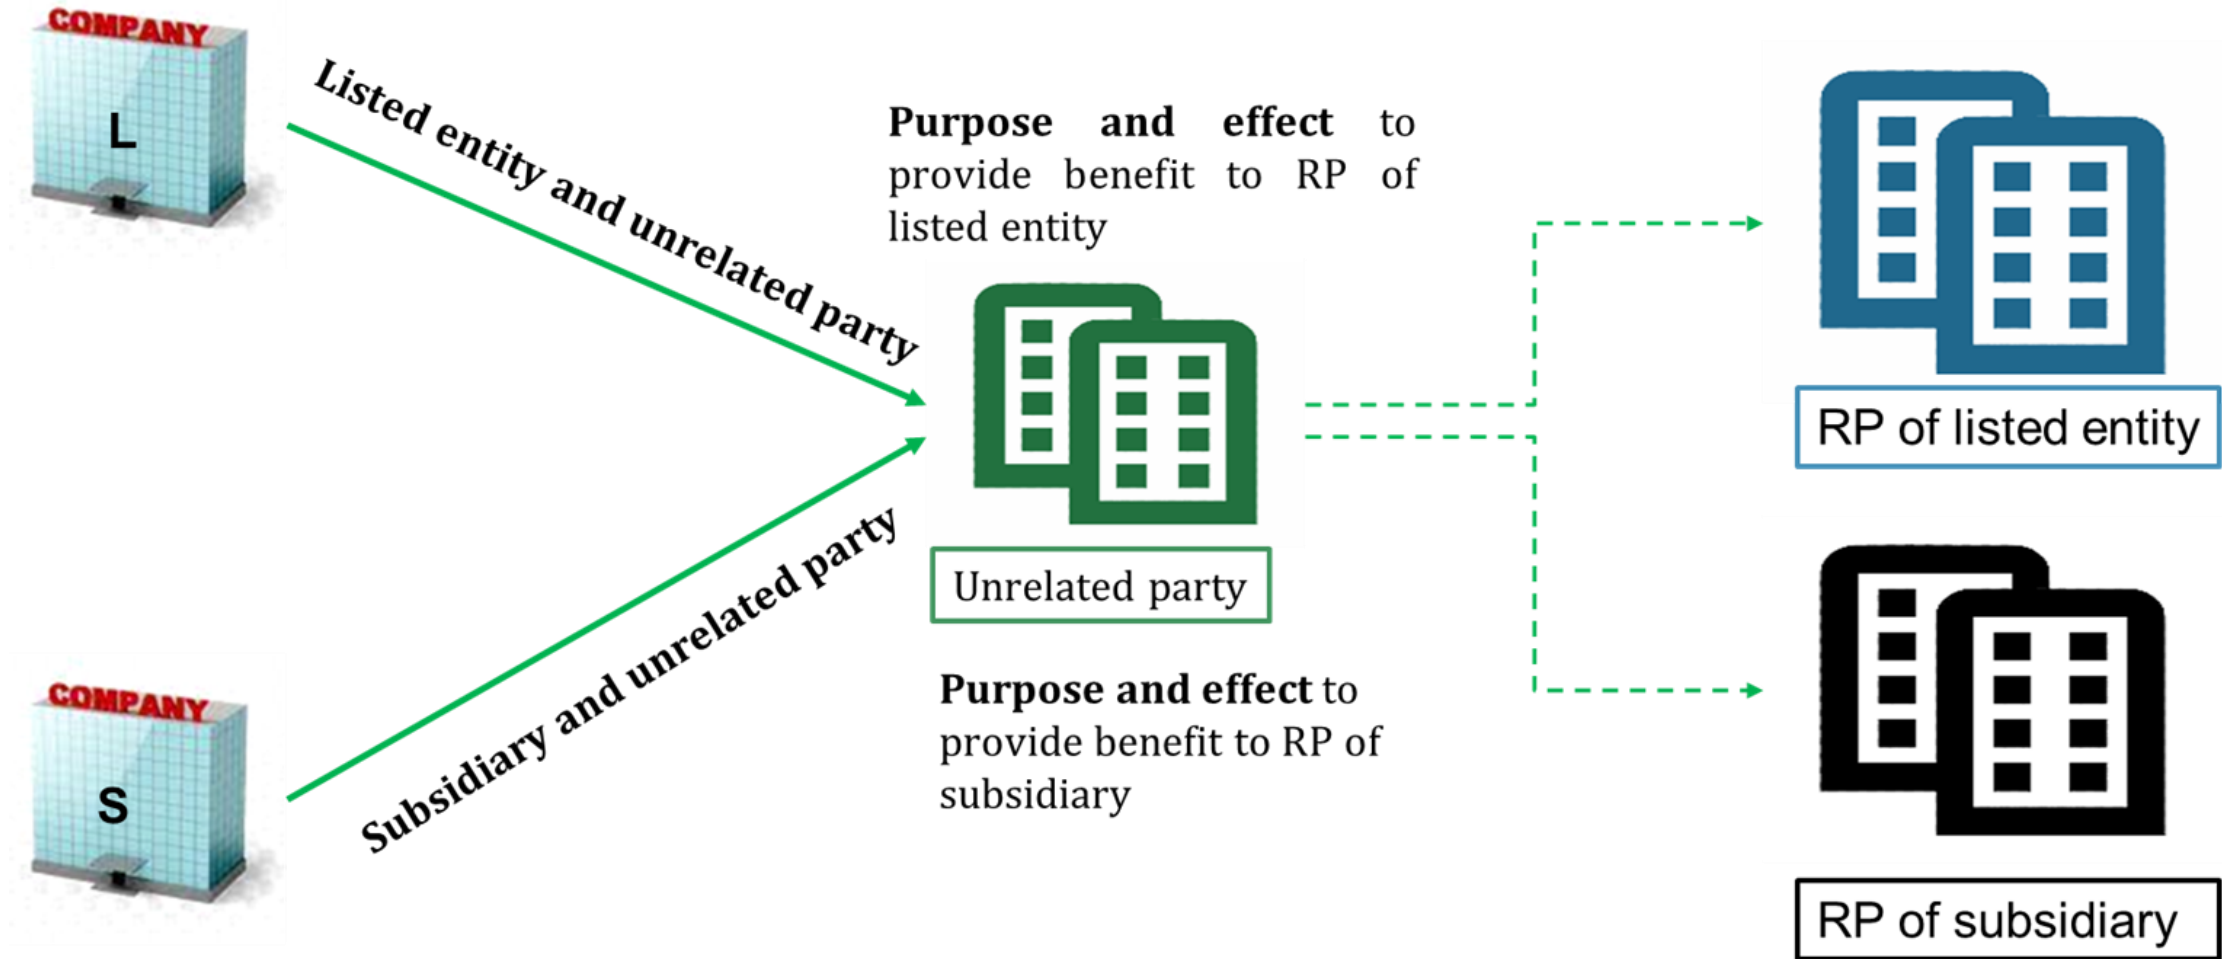 COMPANY
L
Listed entity and unrelated party
Purpose and effect to
provide benefit to RP of
listed entity
RP of listed entity
Unrelated party
COMPANY
S
Subsidiary and unrelated party
Purpose and effect to
provide benefit to RP of
subsidiary
RP of subsidiary